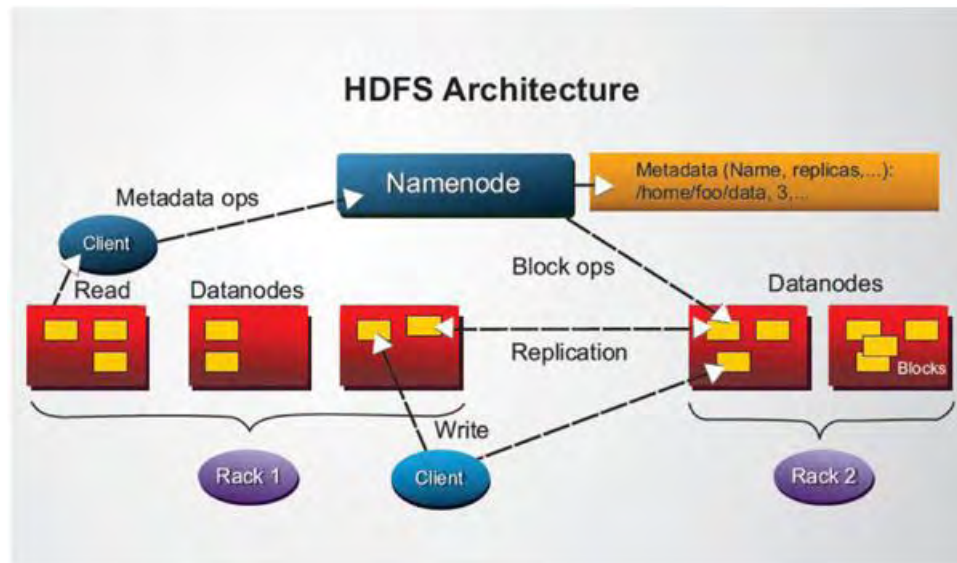 HDFS Architecture
Namenode
Metadata (Name, replicas,...):
/home/foo/data, 3,...
Metadata ops
Client
Block ops
Read
Datanodes
Datanodes
Replication
Blocks
Write
Rack 1
Client
Rack 2